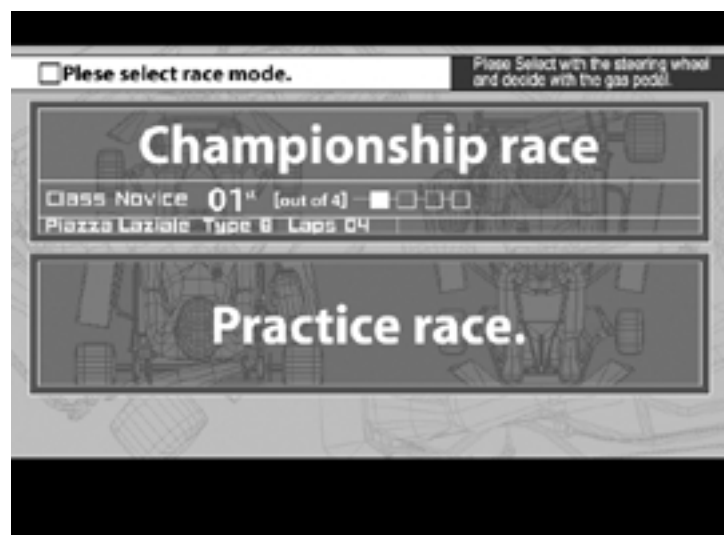 Plese select race mode.
Plese Select with the steering wheel
and decide with the gas pedal.
Championship race
Class Novice 01st [out of 4]
Piazza Laziale Type B Laps 04
Practice race.